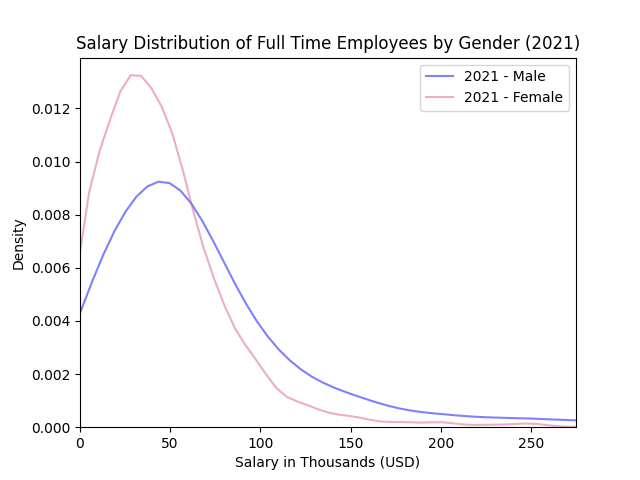 Salary Distribution of Full Time Employees by Gender (2021)
2021 - Male
2021 - Female
0.012
0.010
0.008
0.006
0.004
0.002
0.000
Density
0 50 100 150 200 250
Salary in Thousands (USD)